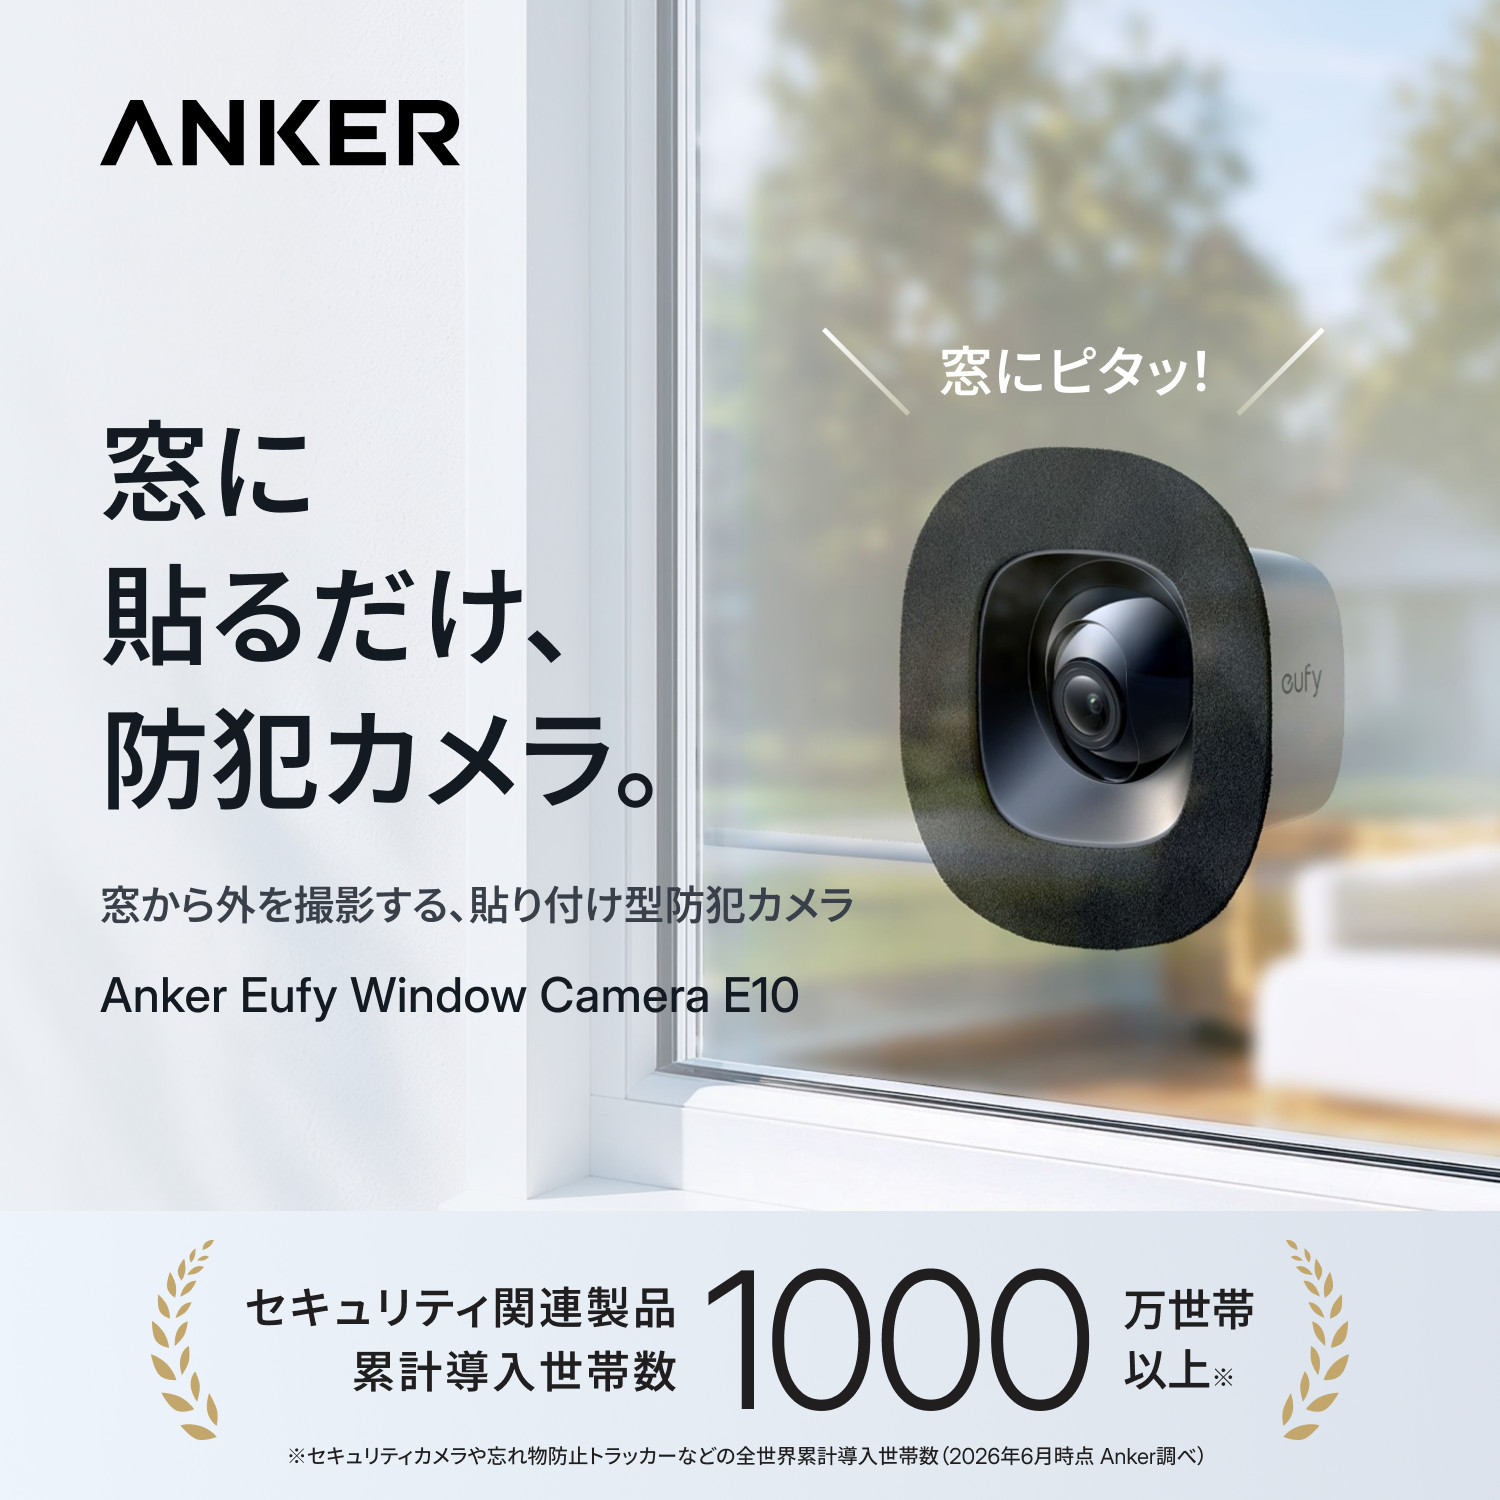 ANKER
窓にピタッ!
窓に
貼るだけ、
防犯カメラ。
eufy
窓から外を撮影する、貼り付け型防犯カメラ
Anker Eufy Window Camera E10
セキュリティ関連製品
累計導入世帯数
1000
万世帯
以上※
※セキュリティカメラや忘れ物防止トラッカーなどの全世界累計導入世帯数（2026年6月時点 Anker調べ）